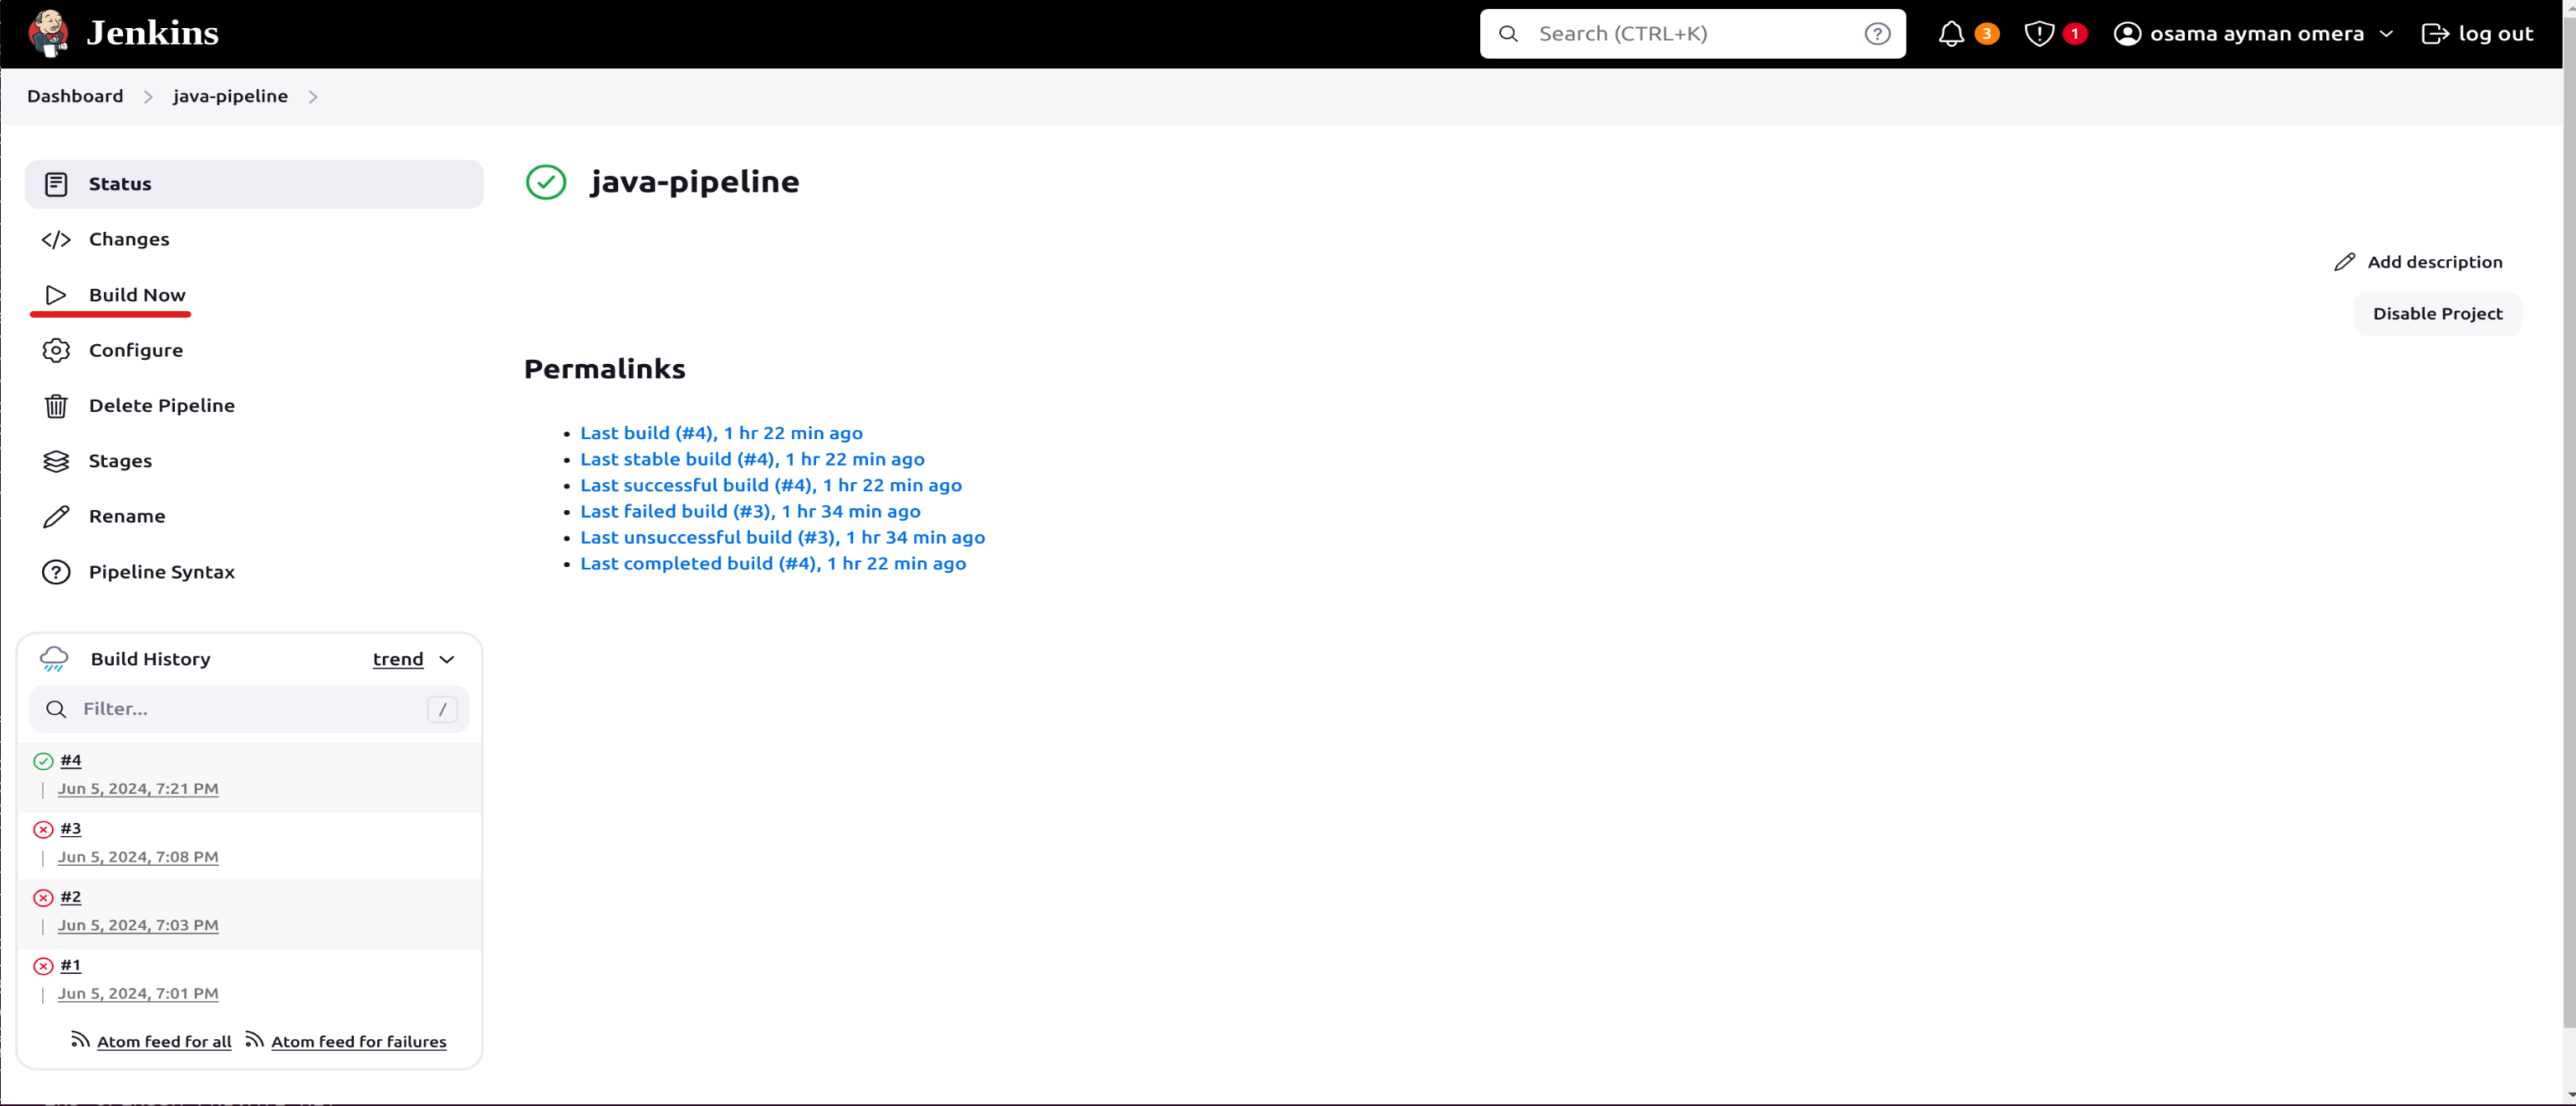 Jenkins
Search (CTRL+K)
?
3
1
osama ayman omera
log out
Dashboard
java-pipeline
Status
Changes
Build Now
Configure
Delete Pipeline
Stages
Rename
Pipeline Syntax
java-pipeline
Add description
Disable Project
Permalinks
• Last build (#4), 1 hr 22 min ago
• Last stable build (#4), 1 hr 22 min ago
• Last successful build (#4), 1 hr 22 min ago
• Last failed build (#3), 1 hr 34 min ago
• Last unsuccessful build (#3), 1 hr 34 min ago
• Last completed build (#4), 1 hr 22 min ago
Build History
trend
Filter...
/
#4
Jun 5, 2024, 7:21 PM
#3
Jun 5, 2024, 7:08 PM
#2
Jun 5, 2024, 7:03 PM
#1
Jun 5, 2024, 7:01 PM
Atom feed for all
Atom feed for failures